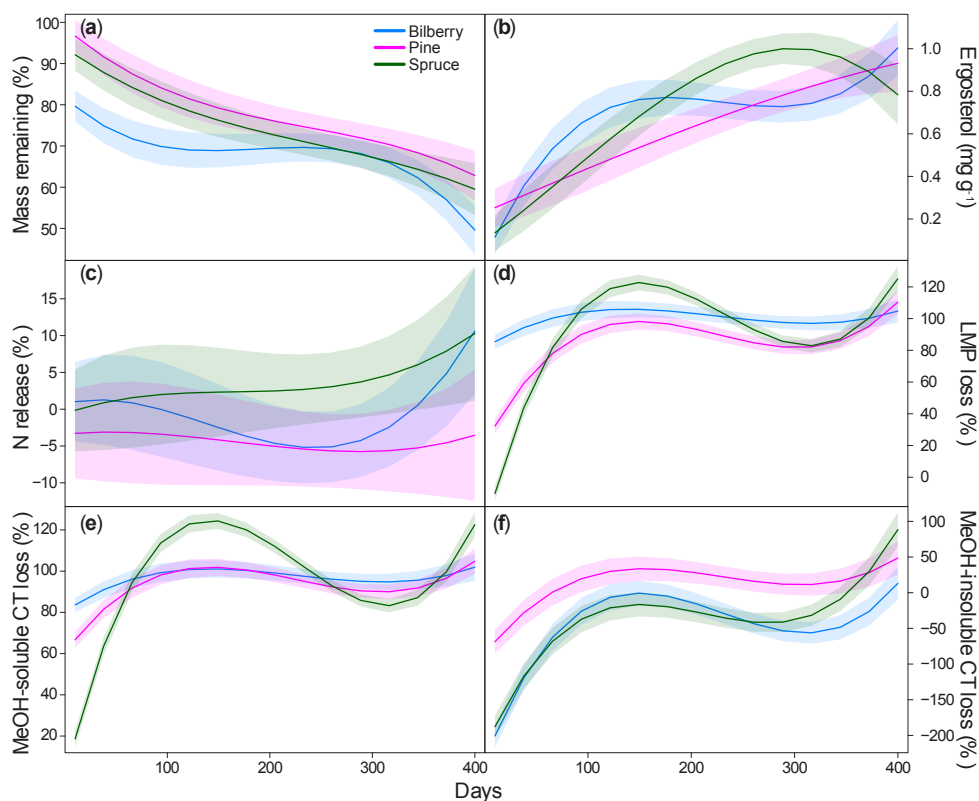 (a)
Bilberry
Pine
Spruce
Mass remaining (%)
100
90
80
70
60
50
(b)
Ergosterol (mg g-1)
1.0
0.8
0.6
0.4
0.2
(c)
N release (%)
15
10
5
0
−5
−10
(d)
LMP loss (%)
120
100
80
60
40
20
0
(e)
MeOH-soluble CT loss (%)
120
100
80
60
40
20
(f)
MeOH-insoluble CT loss (%)
100
50
0
−50
−100
−150
−200
100
200
300
400
100
200
300
400
Days